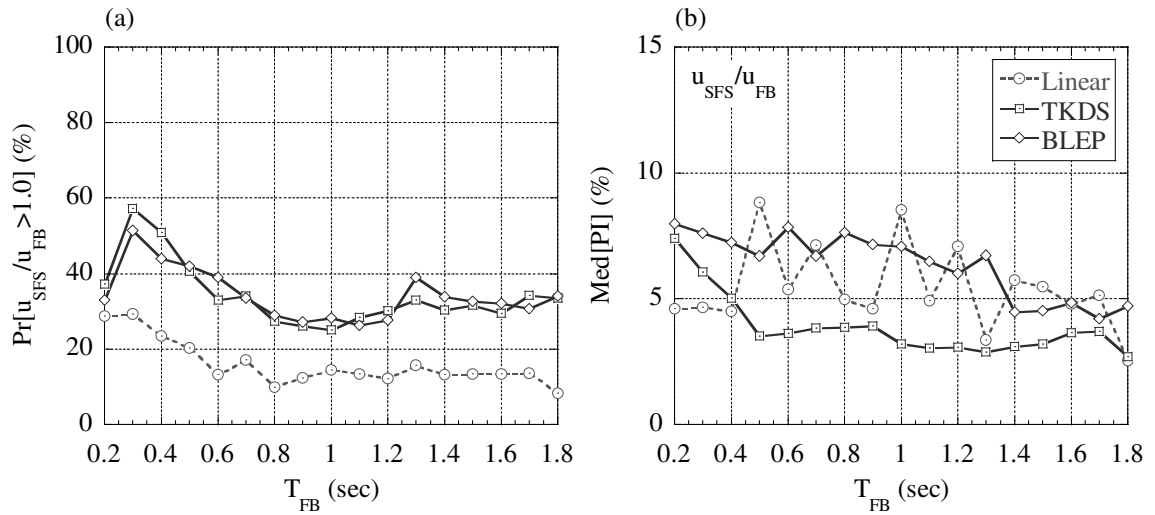 (a)
100
80
60
40
20
0
Pr[u_SFS/u_FB>1.0] (%)
0.2 0.4 0.6 0.8 1 1.2 1.4 1.6 1.8
T_FB (sec)
(b)
15
10
5
0
Med[PI] (%)
u_SFS/u_FB
Linear
TKDS
BLEP
0.2 0.4 0.6 0.8 1 1.2 1.4 1.6 1.8
T_FB (sec)